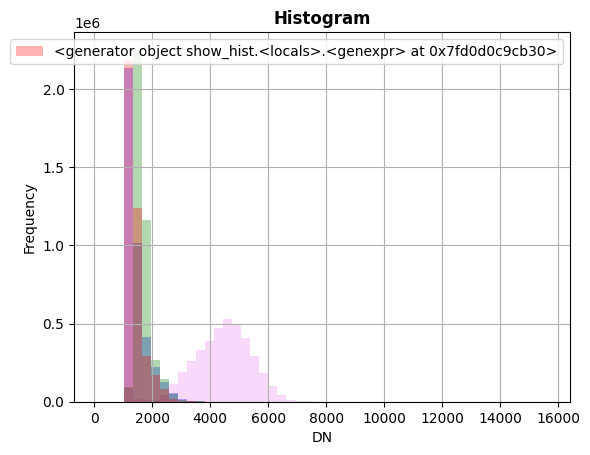 Histogram
1e6
<generator object show_hist.<locals>.<genexpr> at 0x7fd0d0c9cb30>
2.0
1.5
1.0
0.5
0.0
Frequency
0 2000 4000 6000 8000 10000 12000 14000 16000
DN